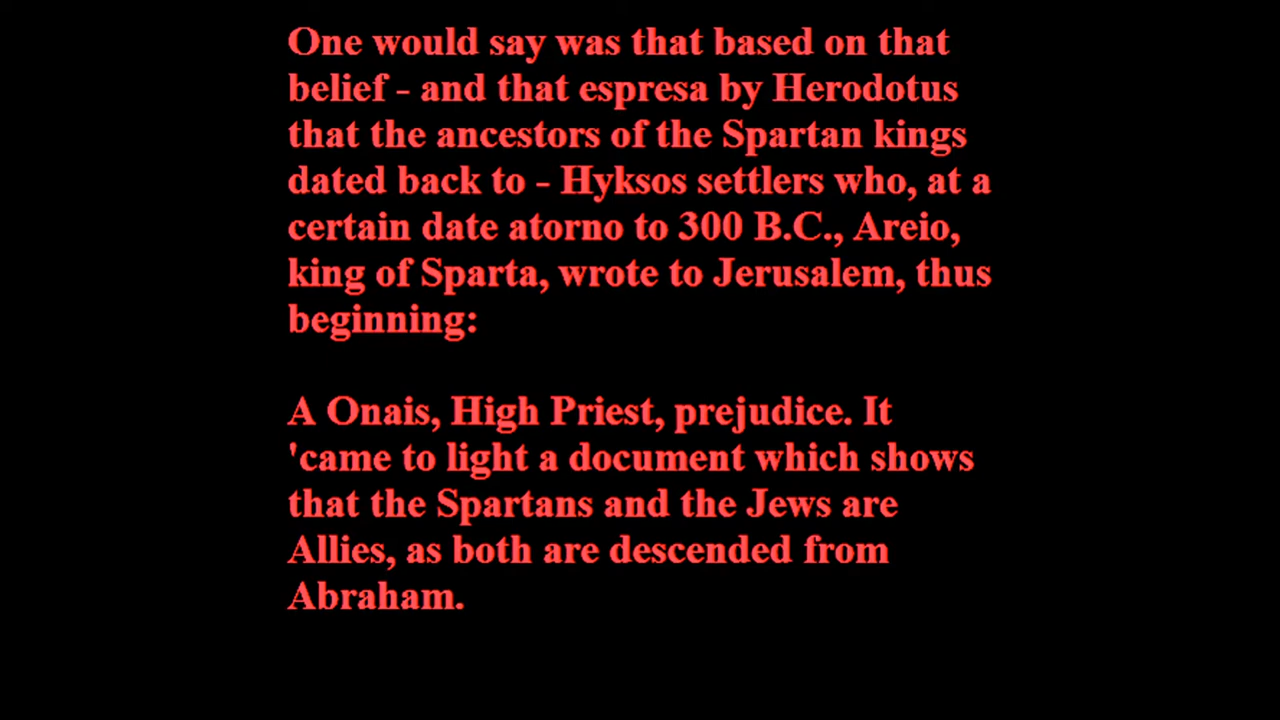 One would say was that based on that
belief - and that espresa by Herodotus
that the ancestors of the Spartan kings
dated back to - Hyksos settlers who, at a
certain date atorno to 300 B.C., Areio,
king of Sparta, wrote to Jerusalem, thus
beginning:
A Onais, High Priest, prejudice. It
'came to light a document which shows
that the Spartans and the Jews are
Allies, as both are descended from
Abraham.